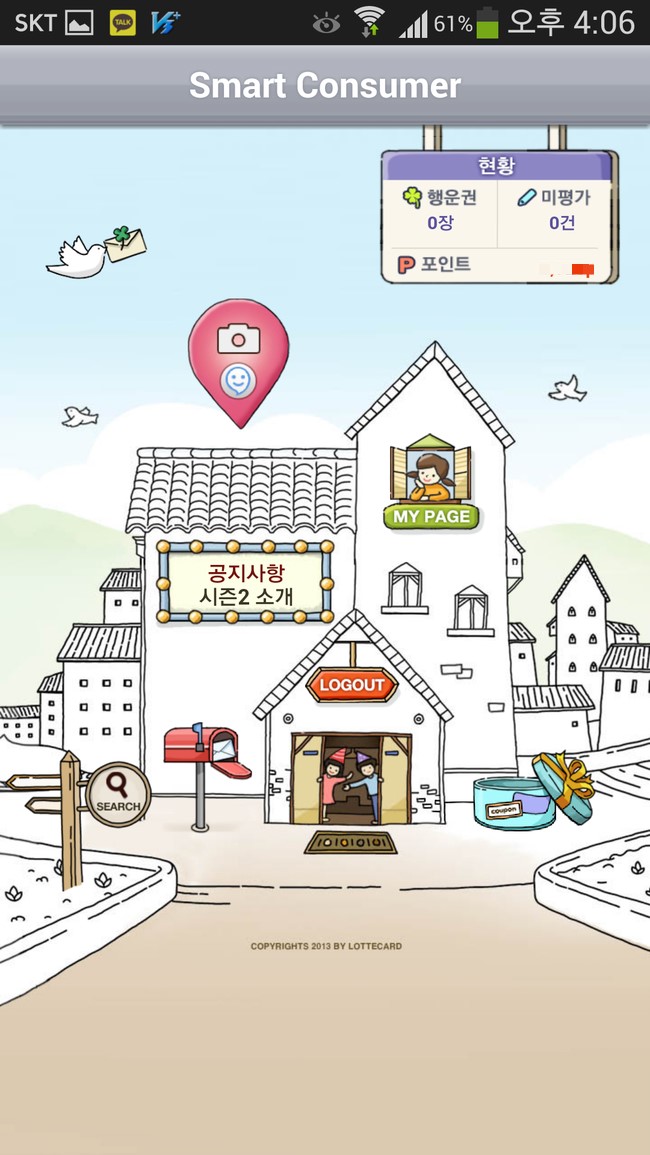 SKT TALK V3+ 61% 오후 4:06
Smart Consumer
현황
행운권 미평가
0장 0건
P 포인트
MY PAGE
공지사항
시즌2 소개
LOGOUT
SEARCH
coupon
COPYRIGHTS 2013 BY LOTTECARD